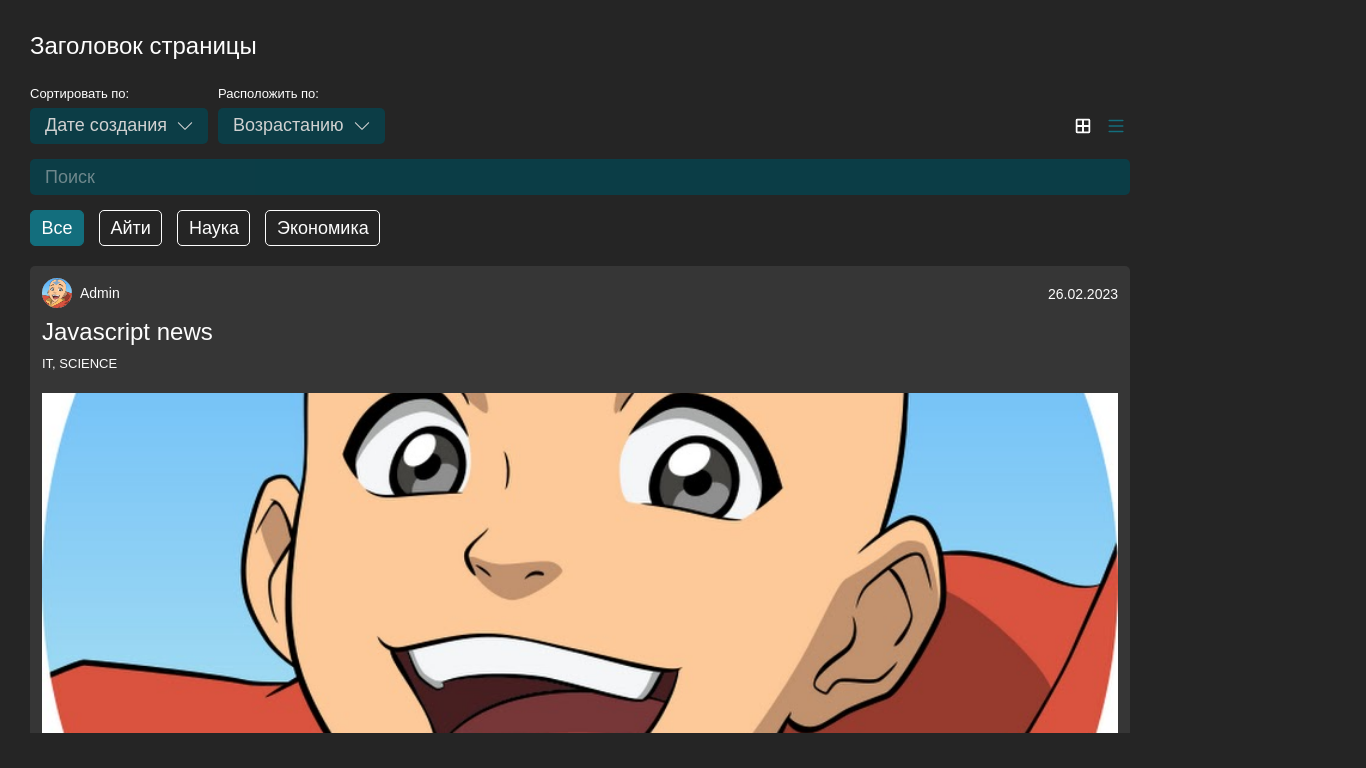 Заголовок страницы
Сортировать по: Расположить по:
Дате создания Возрастанию
Поиск
Все Айти Наука Экономика
Admin 26.02.2023
Javascript news
IT, SCIENCE